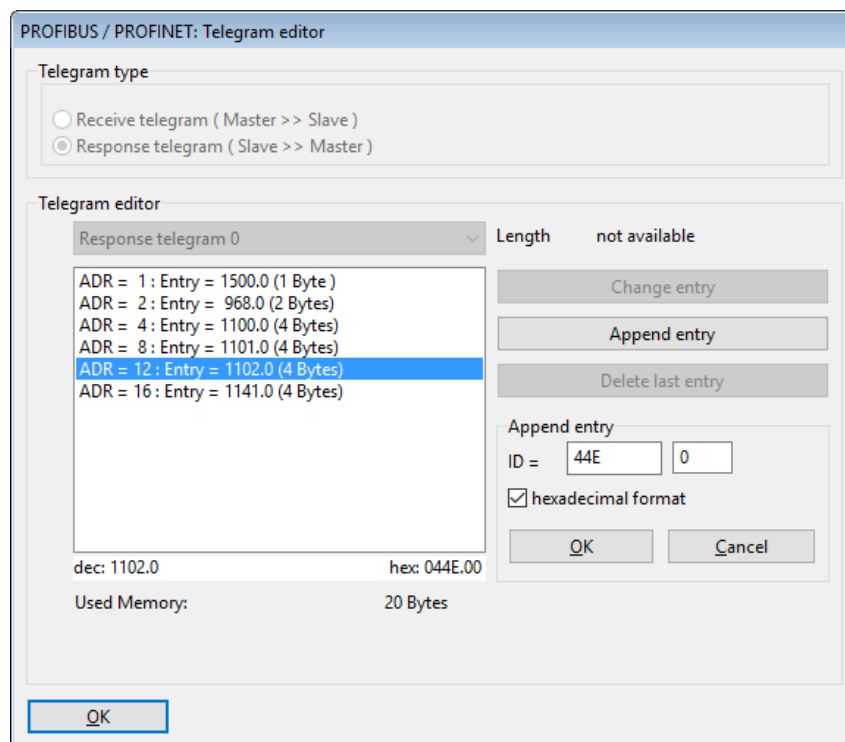 PROFIBUS / PROFINET: Telegram editor
Telegram type
Receive telegram ( Master >> Slave )
Response telegram ( Slave >> Master )
Telegram editor
Response telegram 0
Length not available
ADR = 1 : Entry = 1500.0 (1 Byte )
ADR = 2 : Entry = 968.0 (2 Bytes)
ADR = 4 : Entry = 1100.0 (4 Bytes)
ADR = 8 : Entry = 1101.0 (4 Bytes)
ADR = 12 : Entry = 1102.0 (4 Bytes)
ADR = 16 : Entry = 1141.0 (4 Bytes)
dec: 1102.0 hex: 044E.00
Used Memory: 20 Bytes
Change entry
Append entry
Delete last entry
Append entry
ID = 44E 0
hexadecimal format
OK Cancel
OK